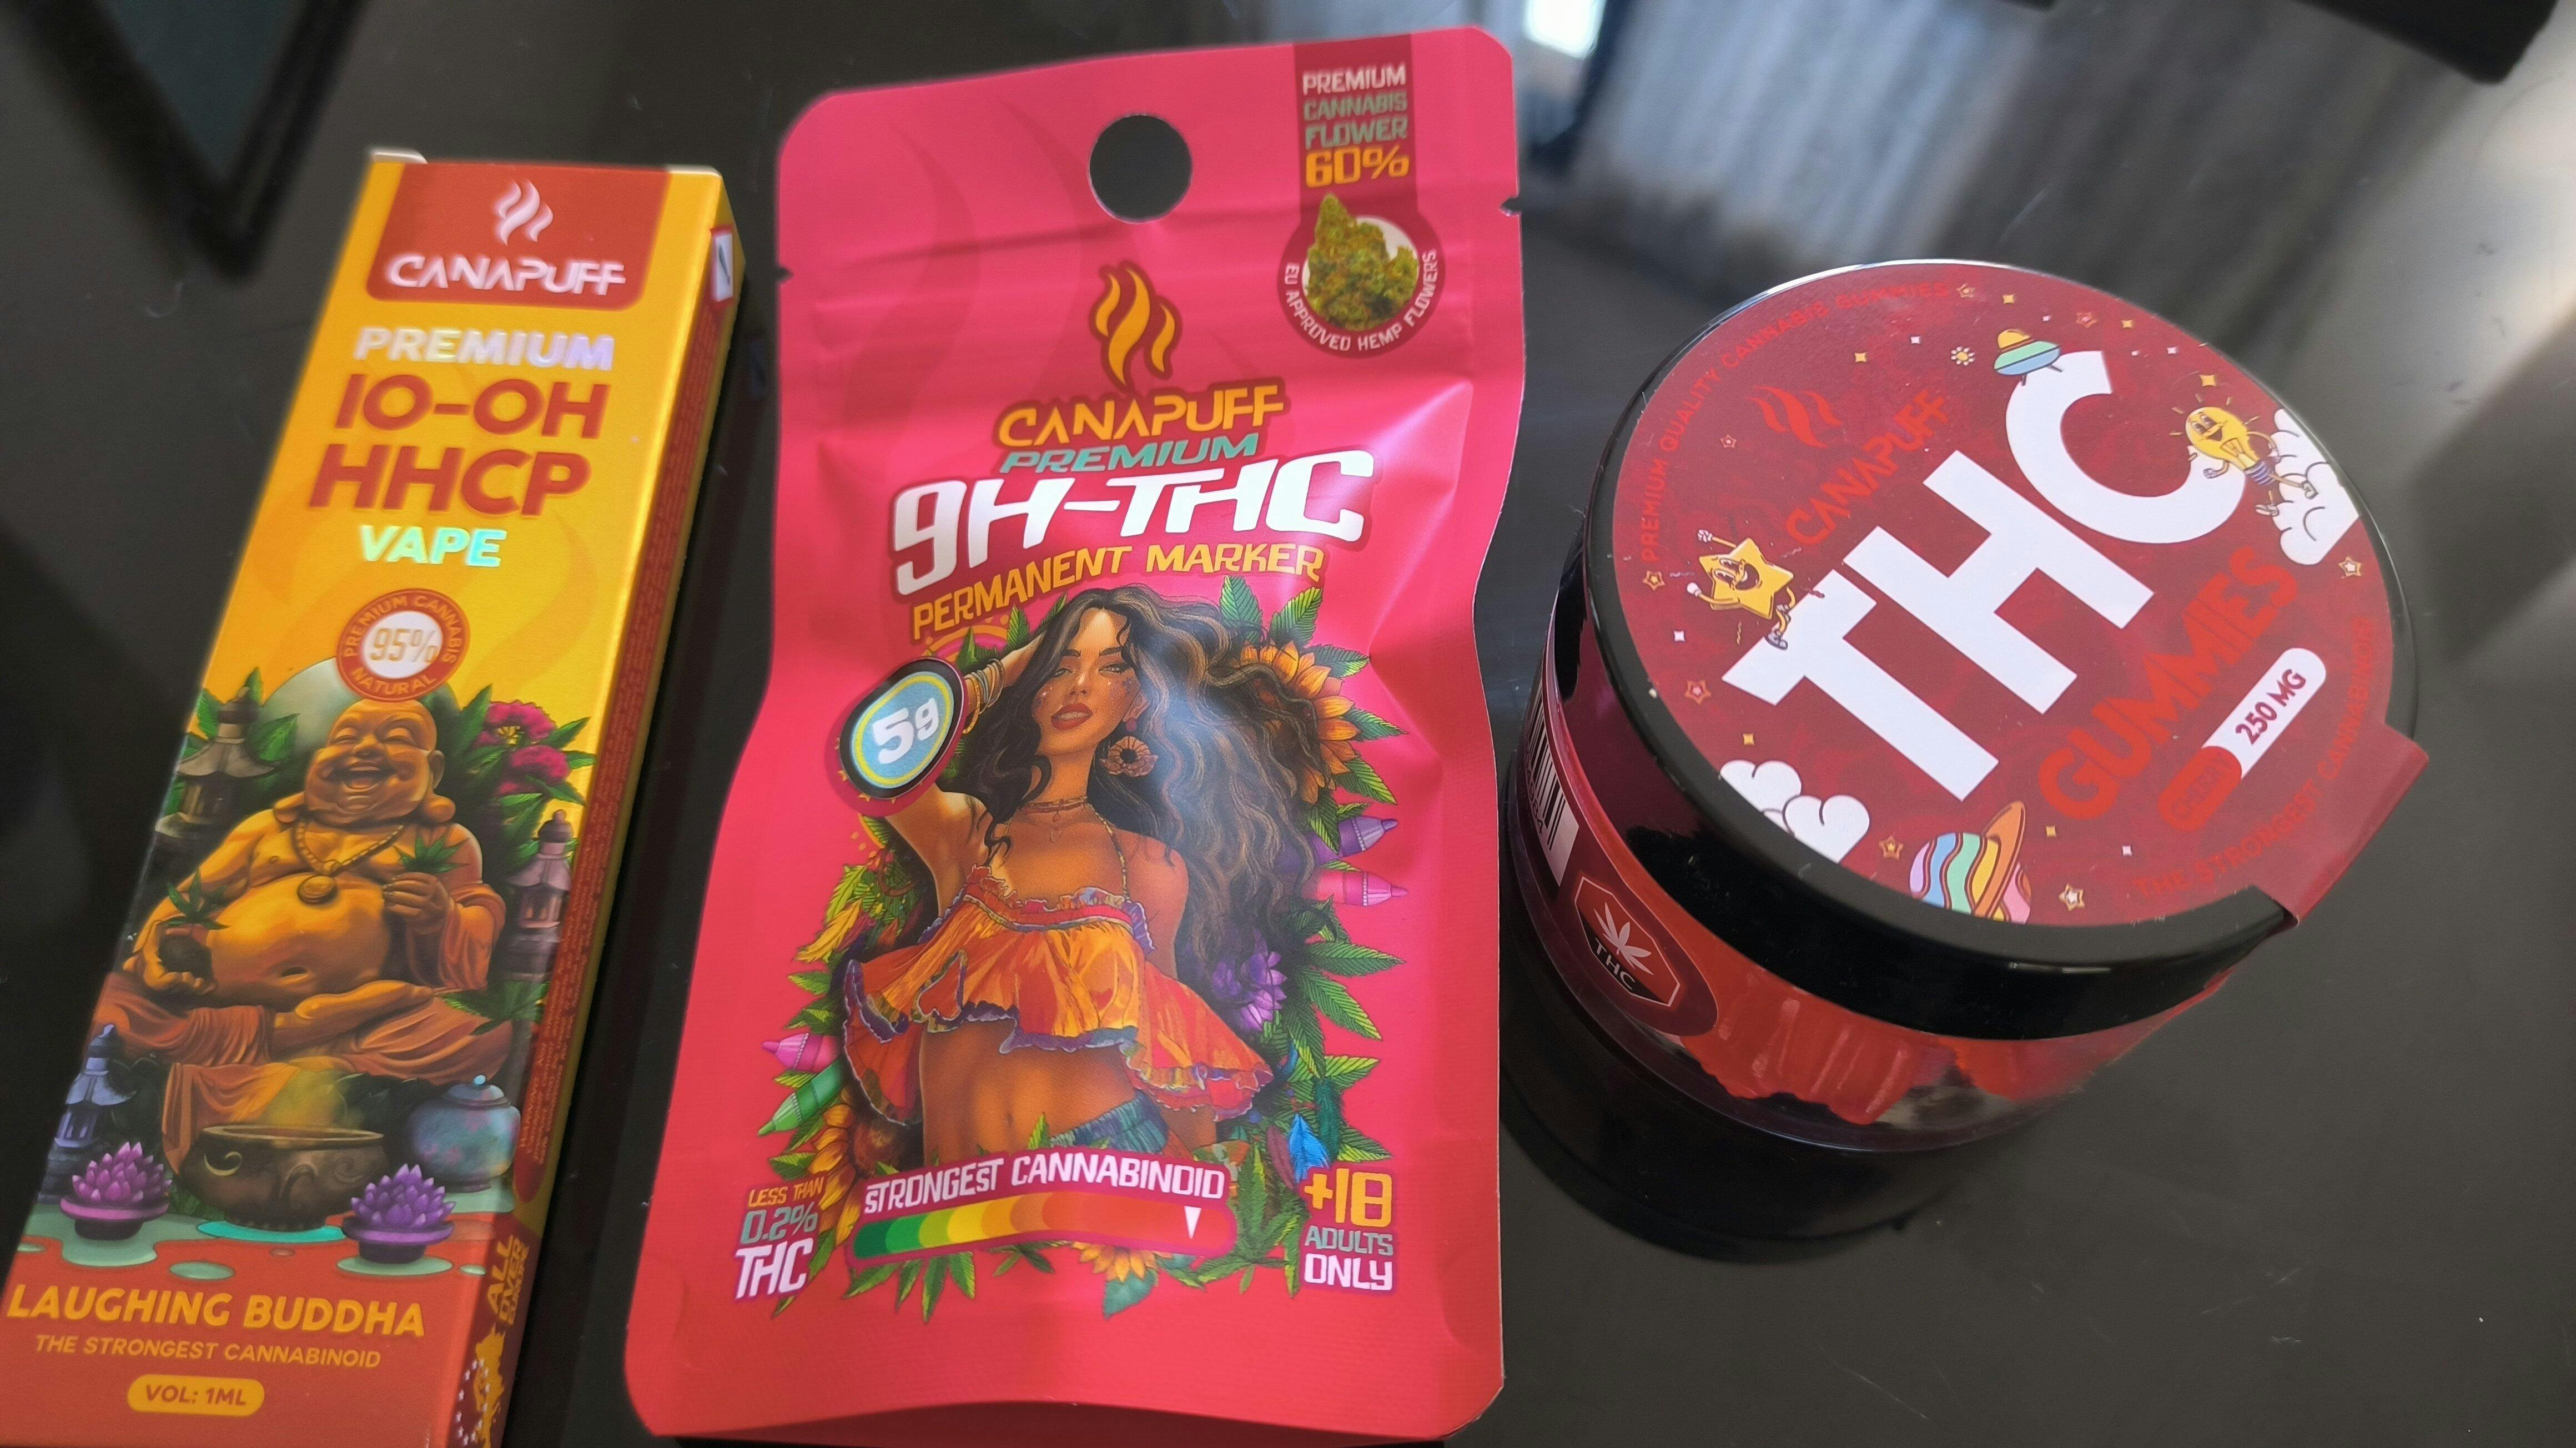 CANAPUFF
PREMIUM
10-OH
HHCP
VAPE
PREMIUM CANNABIS
95%
NATURAL
LAUGHING BUDDHA
THE STRONGEST CANNABINOID
VOL: 1ML
ALL
OVER
PREMIUM
CANNABIS
FLOWER
60%
EU APPROVED HEMP FLOWERS
CANAPUFF
PREMIUM
9H-THC
PERMANENT MARKER
5g
STRONGEST CANNABINOID
LESS THAN
0.2%
THC
+18
ADULTS
ONLY
PREMIUM QUALITY CANNABIS GUMMIES
CANAPUFF
THC
GUMMIES
250 MG
THE STRONGEST CANNABINOID
THC